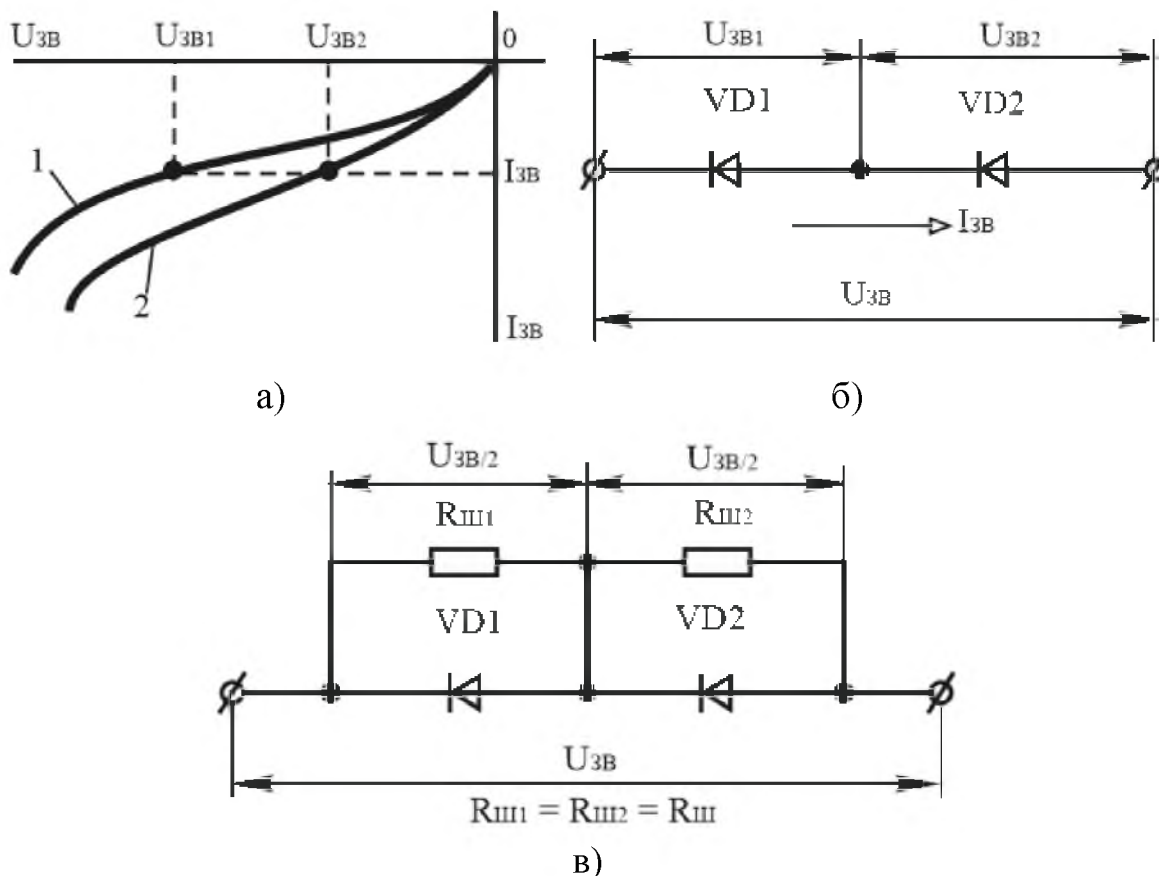 UЗВ UЗВ1 UЗВ2 0
1
2
IЗВ
IЗВ
а)
UЗВ1 UЗВ2
VD1 VD2
IЗВ
UЗВ
б)
UЗВ/2 UЗВ/2
RШ1 RШ2
VD1 VD2
UЗВ
RШ1 = RШ2 = RШ
в)